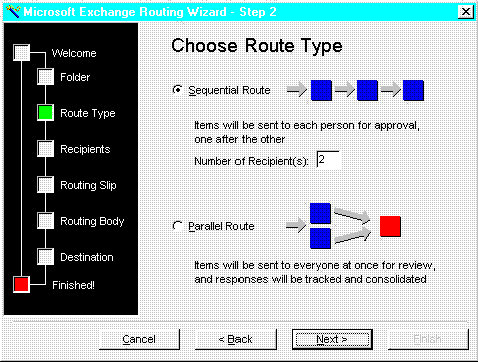 Microsoft Exchange Routing Wizard - Step 2
Welcome
Folder
Route Type
Recipients
Routing Slip
Routing Body
Destination
Finished!
Choose Route Type
Sequential Route
Items will be sent to each person for approval,
one after the other
Number of Recipient(s): 2
Parallel Route
Items will be sent to everyone at once for review,
and responses will be tracked and consolidated
Cancel
< Back
Next >
Finish